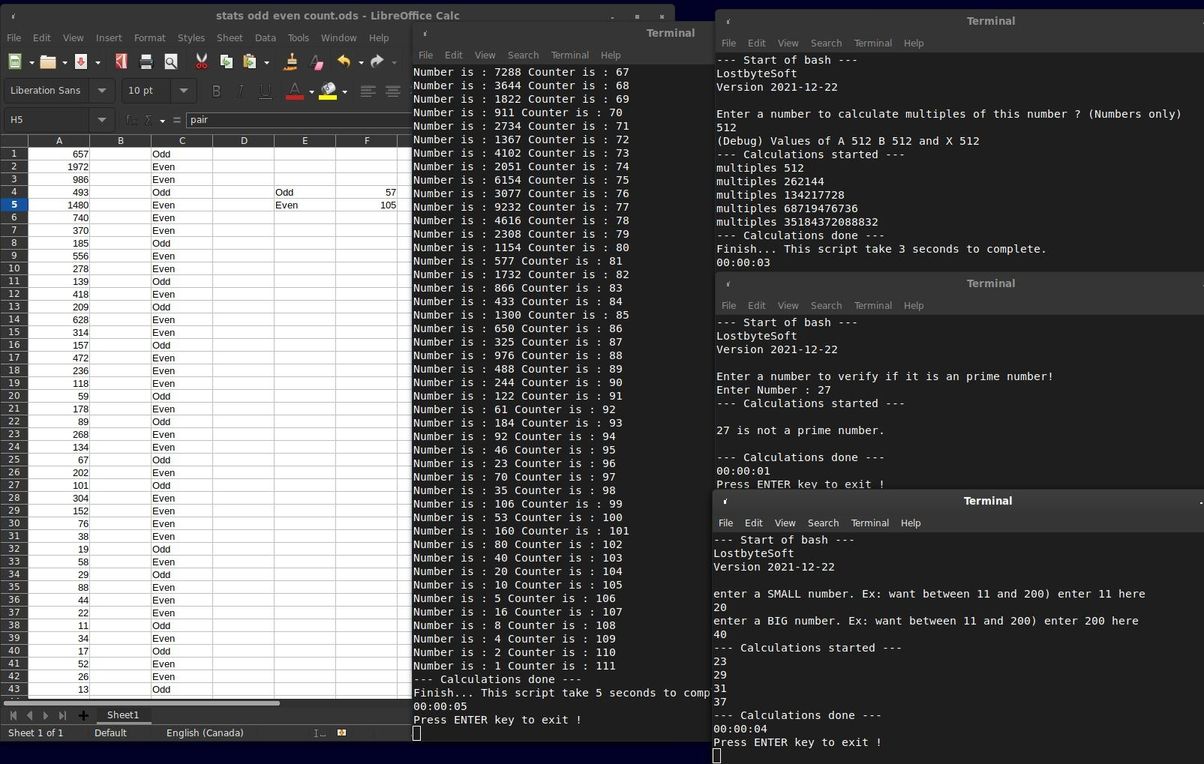 stats odd even count.ods - LibreOffice Calc
File Edit View Insert Format Styles Sheet Data Tools Window Help
Liberation Sans 10 pt
H5 pair
A B C D E F
1 657 Odd
2 1972 Even
3 986 Even
4 493 Odd Odd 57
5 1480 Even Even 105
6 740 Even
7 370 Even
8 185 Odd
9 556 Even
10 278 Even
11 139 Odd
12 418 Even
13 209 Odd
14 628 Even
15 314 Even
16 157 Odd
17 472 Even
18 236 Even
19 118 Even
20 59 Odd
21 178 Even
22 89 Odd
23 268 Even
24 134 Even
25 67 Odd
26 202 Even
27 101 Odd
28 304 Even
29 152 Even
30 76 Even
31 38 Even
32 19 Odd
33 58 Even
34 29 Odd
35 88 Even
36 44 Even
37 22 Even
38 11 Odd
39 34 Even
40 17 Odd
41 52 Even
42 26 Even
43 13 Odd
Sheet1
Sheet 1 of 1 Default English (Canada)
Terminal
File Edit View Search Terminal Help
Number is : 7288 Counter is : 67
Number is : 3644 Counter is : 68
Number is : 1822 Counter is : 69
Number is : 911 Counter is : 70
Number is : 2734 Counter is : 71
Number is : 1367 Counter is : 72
Number is : 4102 Counter is : 73
Number is : 2051 Counter is : 74
Number is : 6154 Counter is : 75
Number is : 3077 Counter is : 76
Number is : 9232 Counter is : 77
Number is : 4616 Counter is : 78
Number is : 2308 Counter is : 79
Number is : 1154 Counter is : 80
Number is : 577 Counter is : 81
Number is : 1732 Counter is : 82
Number is : 866 Counter is : 83
Number is : 433 Counter is : 84
Number is : 1300 Counter is : 85
Number is : 650 Counter is : 86
Number is : 325 Counter is : 87
Number is : 976 Counter is : 88
Number is : 488 Counter is : 89
Number is : 244 Counter is : 90
Number is : 122 Counter is : 91
Number is : 61 Counter is : 92
Number is : 184 Counter is : 93
Number is : 92 Counter is : 94
Number is : 46 Counter is : 95
Number is : 23 Counter is : 96
Number is : 70 Counter is : 97
Number is : 35 Counter is : 98
Number is : 106 Counter is : 99
Number is : 53 Counter is : 100
Number is : 160 Counter is : 101
Number is : 80 Counter is : 102
Number is : 40 Counter is : 103
Number is : 20 Counter is : 104
Number is : 10 Counter is : 105
Number is : 5 Counter is : 106
Number is : 16 Counter is : 107
Number is : 8 Counter is : 108
Number is : 4 Counter is : 109
Number is : 2 Counter is : 110
Number is : 1 Counter is : 111
--- Calculations done ---
Finish... This script take 5 seconds to comp
00:00:05
Press ENTER key to exit !
Terminal
File Edit View Search Terminal Help
--- Start of bash ---
LostbyteSoft
Version 2021-12-22
Enter a number to calculate multiples of this number ? (Numbers only)
512
(Debug) Values of A 512 B 512 and X 512
--- Calculations started ---
multiples 512
multiples 262144
multiples 134217728
multiples 68719476736
multiples 35184372088832
--- Calculations done ---
Finish... This script take 3 seconds to complete.
00:00:03
Terminal
File Edit View Search Terminal Help
--- Start of bash ---
LostbyteSoft
Version 2021-12-22
Enter a number to verify if it is an prime number!
Enter Number : 27
--- Calculations started ---
27 is not a prime number.
--- Calculations done ---
00:00:01
Press ENTER key to exit !
Terminal
File Edit View Search Terminal Help
--- Start of bash ---
LostbyteSoft
Version 2021-12-22
enter a SMALL number. Ex: want between 11 and 200) enter 11 here
20
enter a BIG number. Ex: want between 11 and 200) enter 200 here
40
--- Calculations started ---
23
29
31
37
--- Calculations done ---
00:00:04
Press ENTER key to exit !